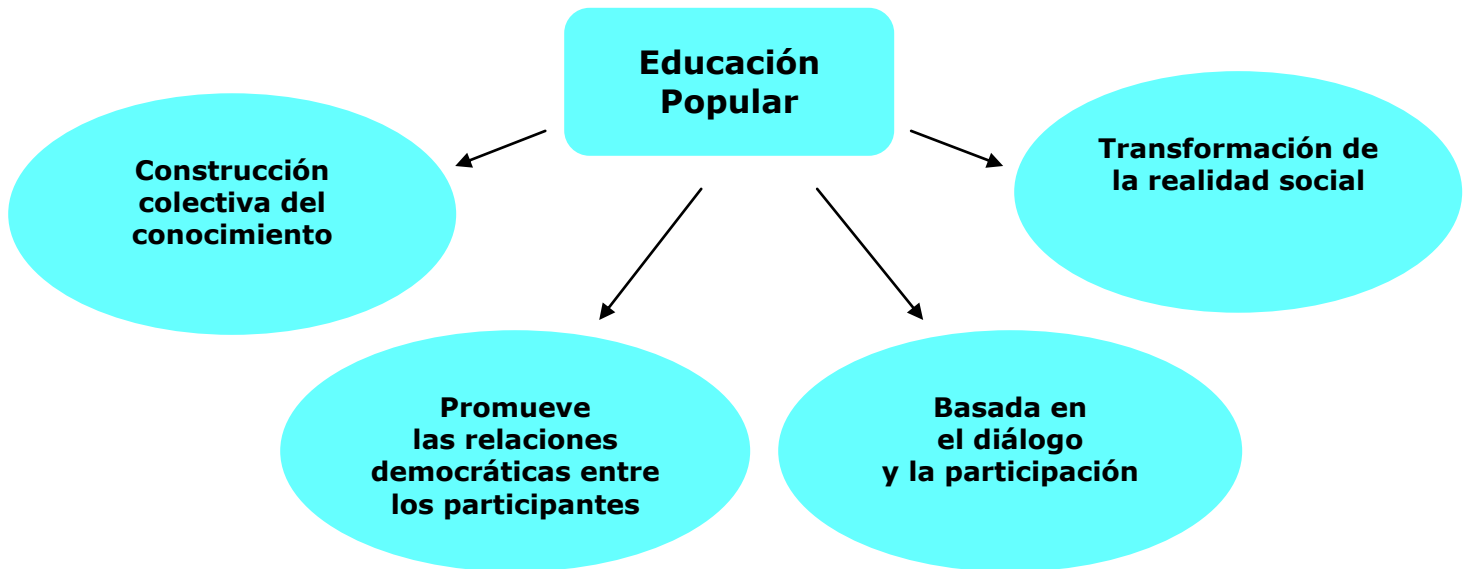 Educación
Popular
Construcción
colectiva del
conocimiento
Transformación de
la realidad social
Promueve
las relaciones
democráticas entre
los participantes
Basada en
el diálogo
y la participación